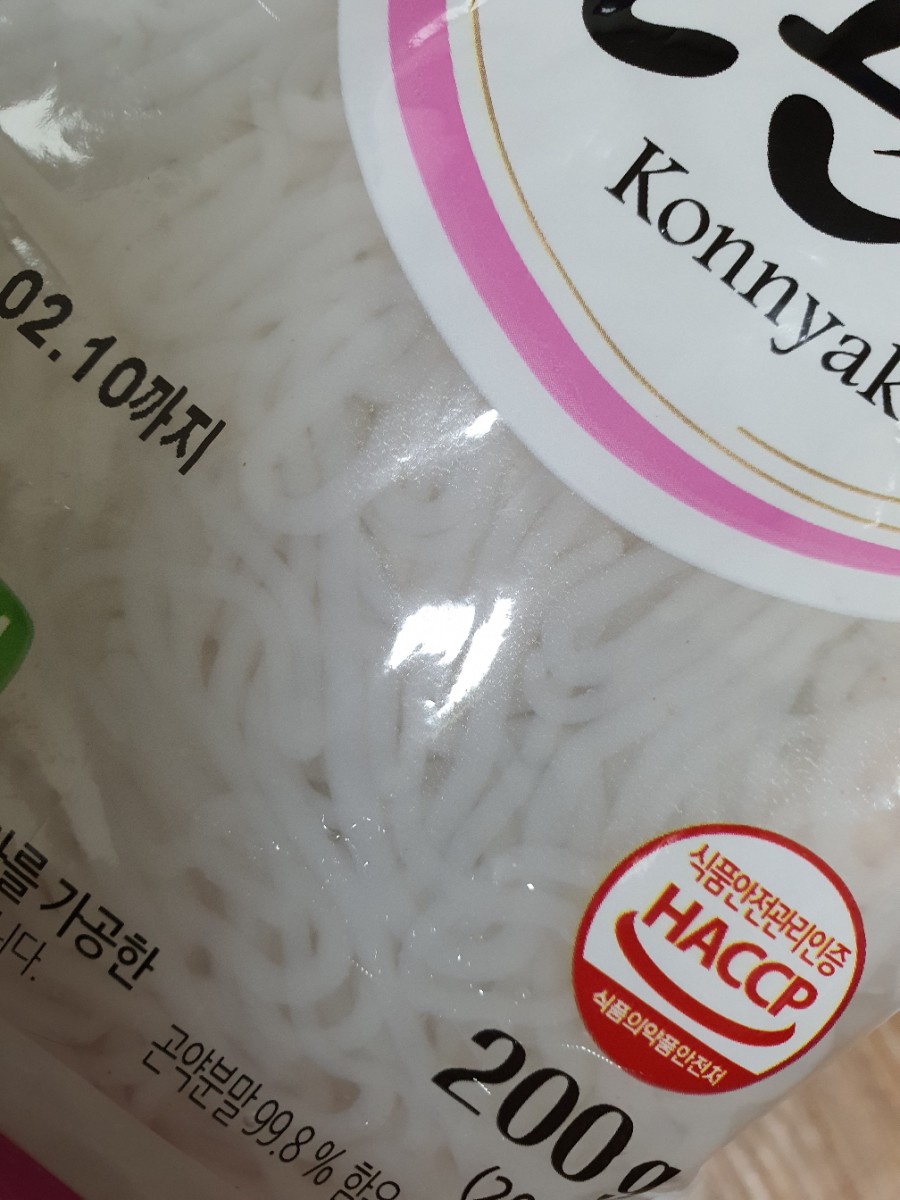 Konnyak
02.10까지
를 가공한
니다.
식품안전관리인증
HACCP
식품의약품안전처
곤약분말 99.8 % 함유
200g